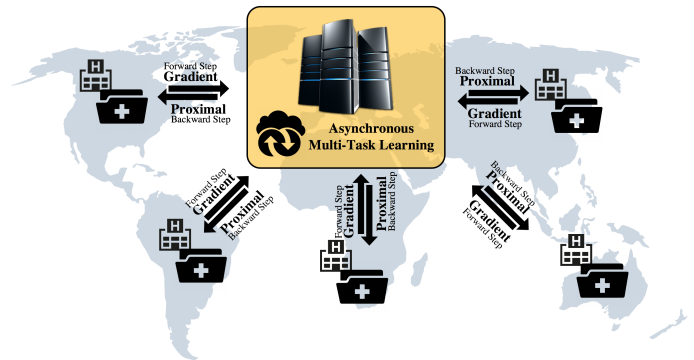 H
Forward Step
Gradient
Proximal
Backward Step
Asynchronous
Multi-Task Learning
Backward Step
Proximal
Gradient
Forward Step
H
Forward Step
Gradient
Proximal
Backward Step
H
Forward Step
Gradient
Proximal
Backward Step
H
Backward Step
Proximal
Gradient
Forward Step
H